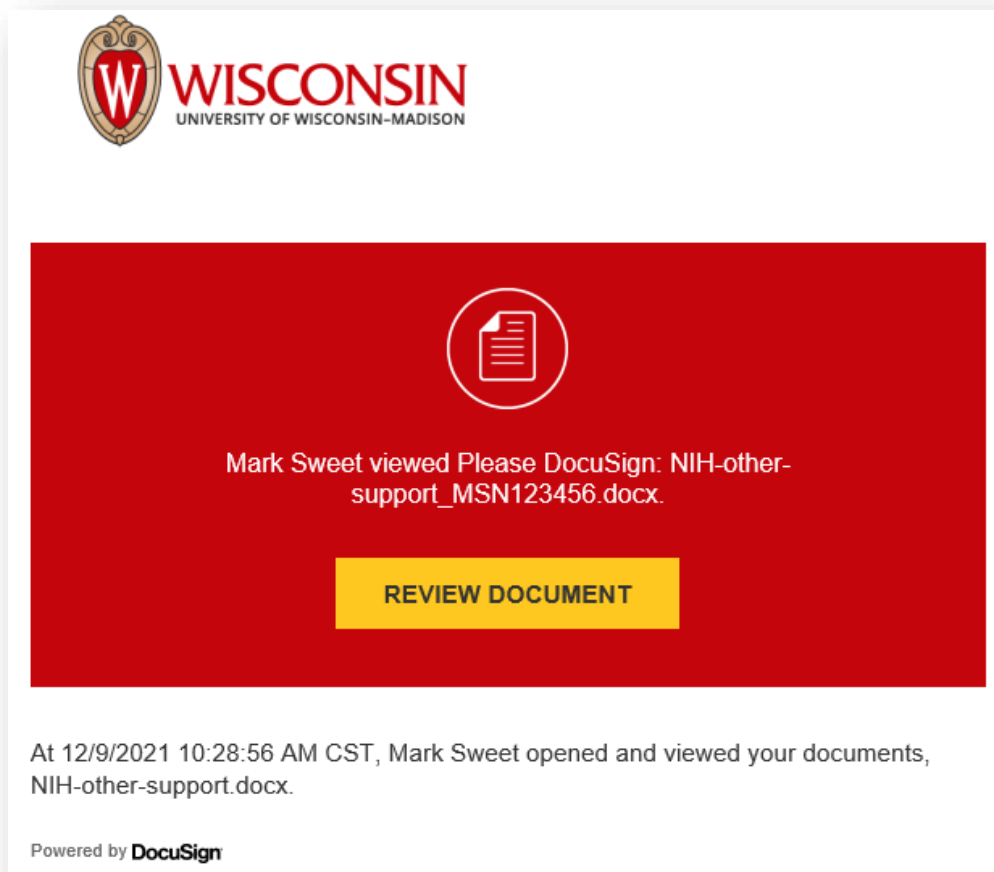 W WISCONSIN
UNIVERSITY OF WISCONSIN–MADISON
Mark Sweet viewed Please DocuSign: NIH-other-
support_MSN123456.docx.
REVIEW DOCUMENT
At 12/9/2021 10:28:56 AM CST, Mark Sweet opened and viewed your documents,
NIH-other-support.docx.
Powered by DocuSign